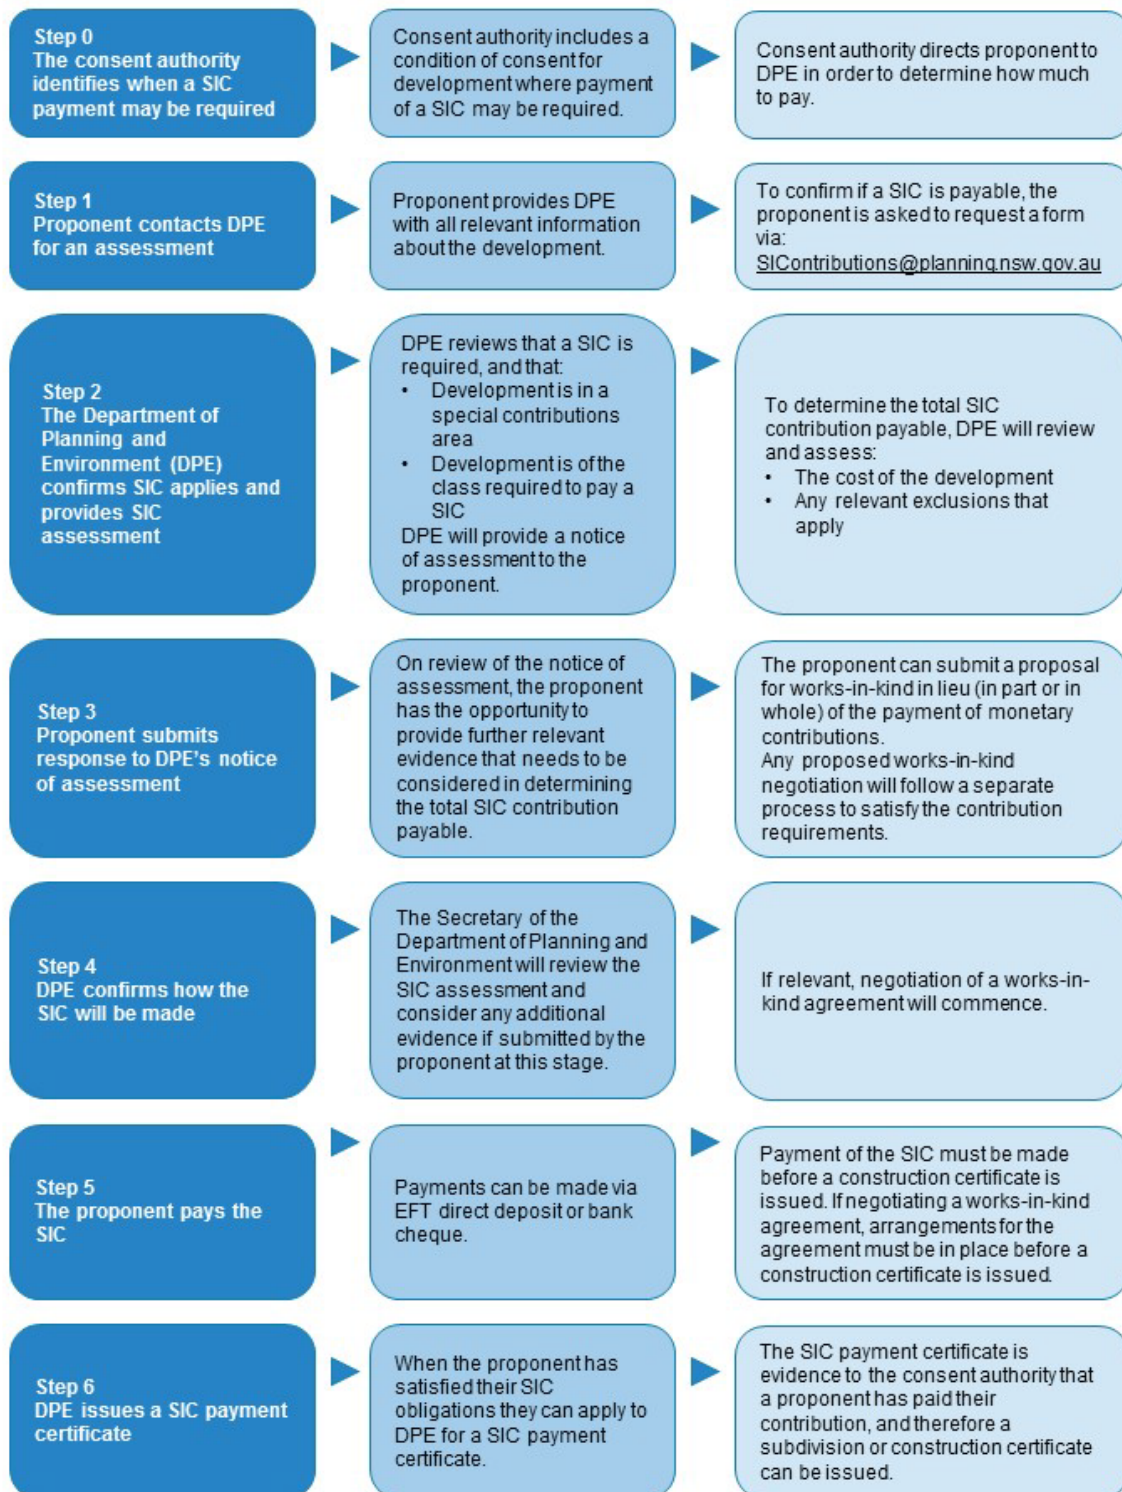 Step 0
The consent authority
identifies when a SIC
payment may be required
Consent authority includes a
condition of consent for
development where payment
of a SIC may be required.
Consent authority directs proponent to
DPE in order to determine how much
to pay.
Step 1
Proponent contacts DPE
for an assessment
Proponent provides DPE
with all relevant information
about the development.
To confirm if a SIC is payable, the
proponent is asked to request a form
via:
SIContributions@planning.nsw.gov.au
Step 2
The Department of
Planning and
Environment (DPE)
confirms SIC applies and
provides SIC
assessment
DPE reviews that a SIC is
required, and that:
• Development is in a
special contributions
area
• Development is of the
class required to pay a
SIC
DPE will provide a notice
of assessment to the
proponent.
To determine the total SIC
contribution payable, DPE will review
and assess:
• The cost of the development
• Any relevant exclusions that
apply
Step 3
Proponent submits
response to DPE's notice
of assessment
On review of the notice of
assessment, the proponent
has the opportunity to
provide further relevant
evidence that needs to be
considered in determining
the total SIC contribution
payable.
The proponent can submit a proposal
for works-in-kind in lieu (in part or in
whole) of the payment of monetary
contributions.
Any proposed works-in-kind
negotiation will follow a separate
process to satisfy the contribution
requirements.
Step 4
DPE confirms how the
SIC will be made
The Secretary of the
Department of Planning and
Environment will review the
SIC assessment and
consider any additional
evidence if submitted by the
proponent at this stage.
If relevant, negotiation of a works-in-
kind agreement will commence.
Step 5
The proponent pays the
SIC
Payments can be made via
EFT direct deposit or bank
cheque.
Payment of the SIC must be made
before a construction certificate is
issued. If negotiating a works-in-kind
agreement, arrangements for the
agreement must be in place before a
construction certificate is issued.
Step 6
DPE issues a SIC payment
certificate
When the proponent has
satisfied their SIC
obligations they can apply to
DPE for a SIC payment
certificate.
The SIC payment certificate is
evidence to the consent authority that
a proponent has paid their
contribution, and therefore a
subdivision or construction certificate
can be issued.